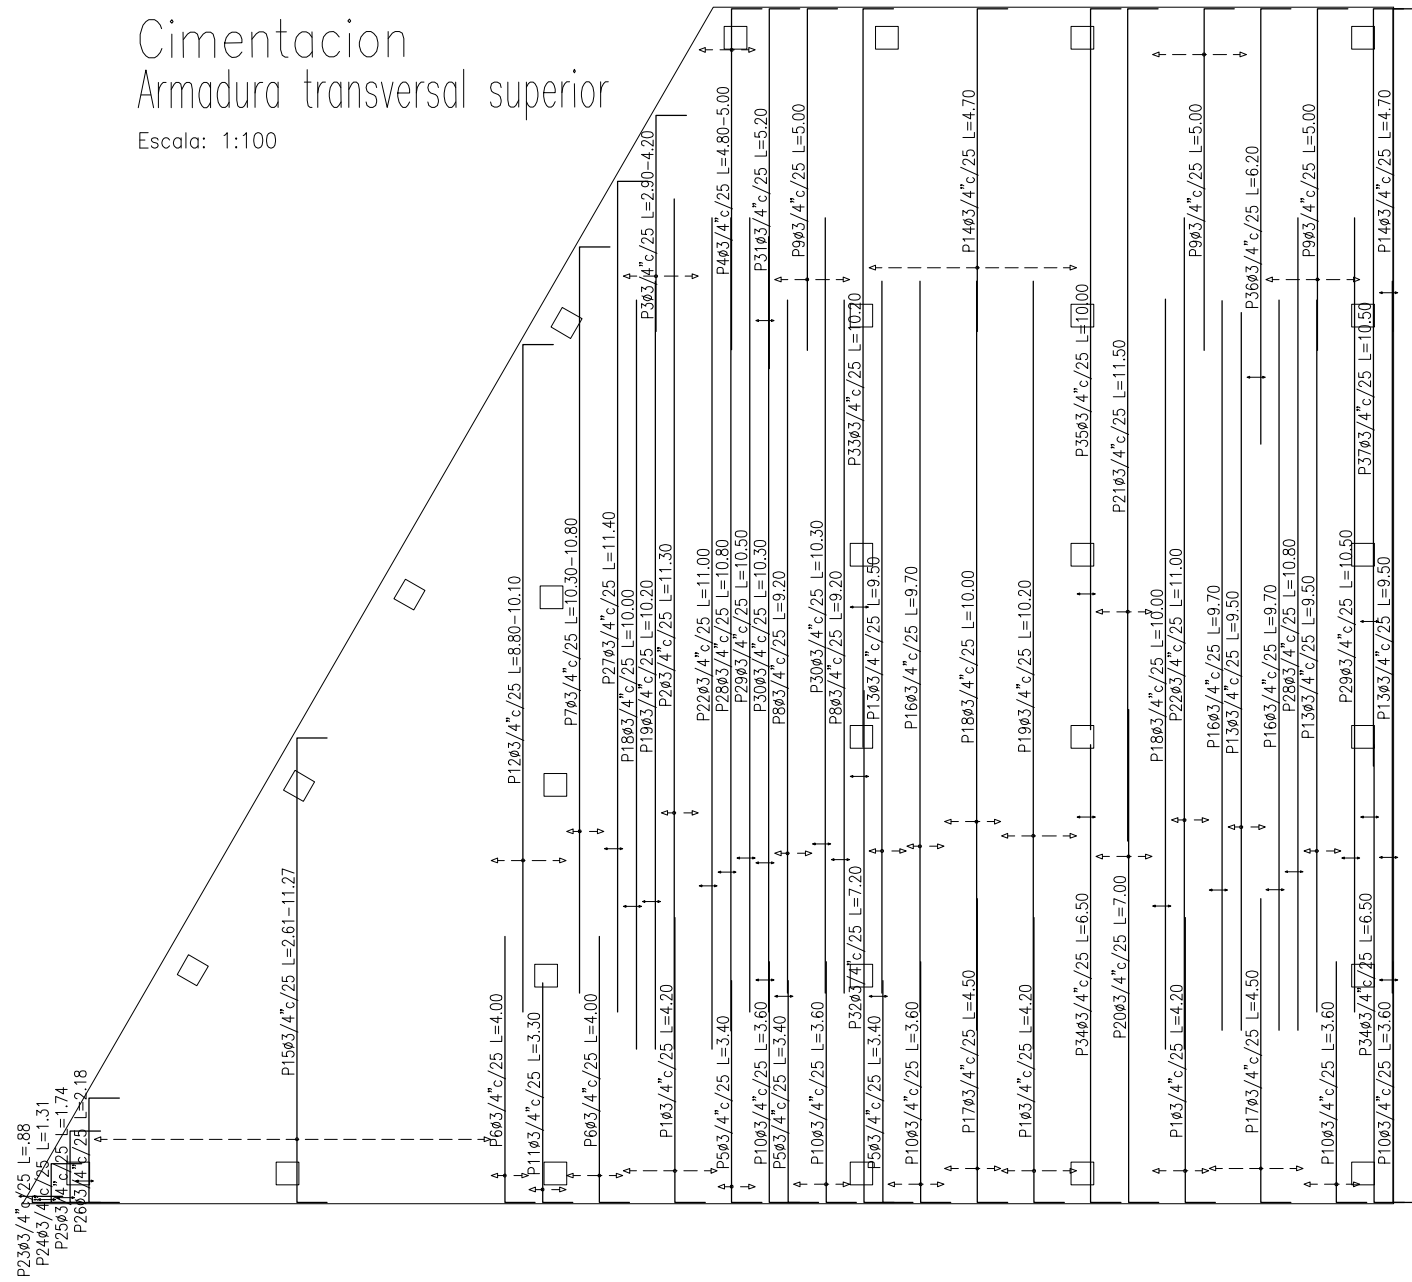 Cimentacion
Armadura transversal superior
Escala: 1:100
P3ø3/4"c/25 L=2.90-4.20
P4ø3/4"c/25 L=4.80-5.00
P31ø3/4"c/25 L=5.20
P9ø3/4"c/25 L=5.00
P14ø3/4"c/25 L=4.70
P9ø3/4"c/25 L=5.00
P36ø3/4"c/25 L=6.20
P9ø3/4"c/25 L=5.00
P14ø3/4"c/25 L=4.70
P33ø3/4"c/25 L=10.20
P35ø3/4"c/25 L=10.00
P21ø3/4"c/25 L=11.50
P37ø3/4"c/25 L=10.50
P12ø3/4"c/25 L=8.80-10.10
P7ø3/4"c/25 L=10.30-10.80
P27ø3/4"c/25 L=11.40
P18ø3/4"c/25 L=10.00
P19ø3/4"c/25 L=10.20
P2ø3/4"c/25 L=11.30
P22ø3/4"c/25 L=11.00
P28ø3/4"c/25 L=10.80
P29ø3/4"c/25 L=10.50
P30ø3/4"c/25 L=10.30
P8ø3/4"c/25 L=9.20
P30ø3/4"c/25 L=10.30
P8ø3/4"c/25 L=9.20
P13ø3/4"c/25 L=9.50
P16ø3/4"c/25 L=9.70
P18ø3/4"c/25 L=10.00
P19ø3/4"c/25 L=10.20
P18ø3/4"c/25 L=10.00
P22ø3/4"c/25 L=11.00
P16ø3/4"c/25 L=9.70
P13ø3/4"c/25 L=9.50
P16ø3/4"c/25 L=9.70
P28ø3/4"c/25 L=10.80
P13ø3/4"c/25 L=9.50
P29ø3/4"c/25 L=10.50
P13ø3/4"c/25 L=9.50
P15ø3/4"c/25 L=2.61-11.27
P32ø3/4"c/25 L=7.20
P34ø3/4"c/25 L=6.50
P20ø3/4"c/25 L=7.00
P34ø3/4"c/25 L=6.50
P23ø3/4"c/25 L=.88
P24ø3/4"c/25 L=1.31
P25ø3/4"c/25 L=1.74
P26ø3/4"c/25 L=2.18
P6ø3/4"c/25 L=4.00
P11ø3/4"c/25 L=3.30
P6ø3/4"c/25 L=4.00
P1ø3/4"c/25 L=4.20
P5ø3/4"c/25 L=3.40
P10ø3/4"c/25 L=3.60
P5ø3/4"c/25 L=3.40
P10ø3/4"c/25 L=3.60
P5ø3/4"c/25 L=3.40
P10ø3/4"c/25 L=3.60
P17ø3/4"c/25 L=4.50
P1ø3/4"c/25 L=4.20
P1ø3/4"c/25 L=4.20
P17ø3/4"c/25 L=4.50
P10ø3/4"c/25 L=3.60
P10ø3/4"c/25 L=3.60